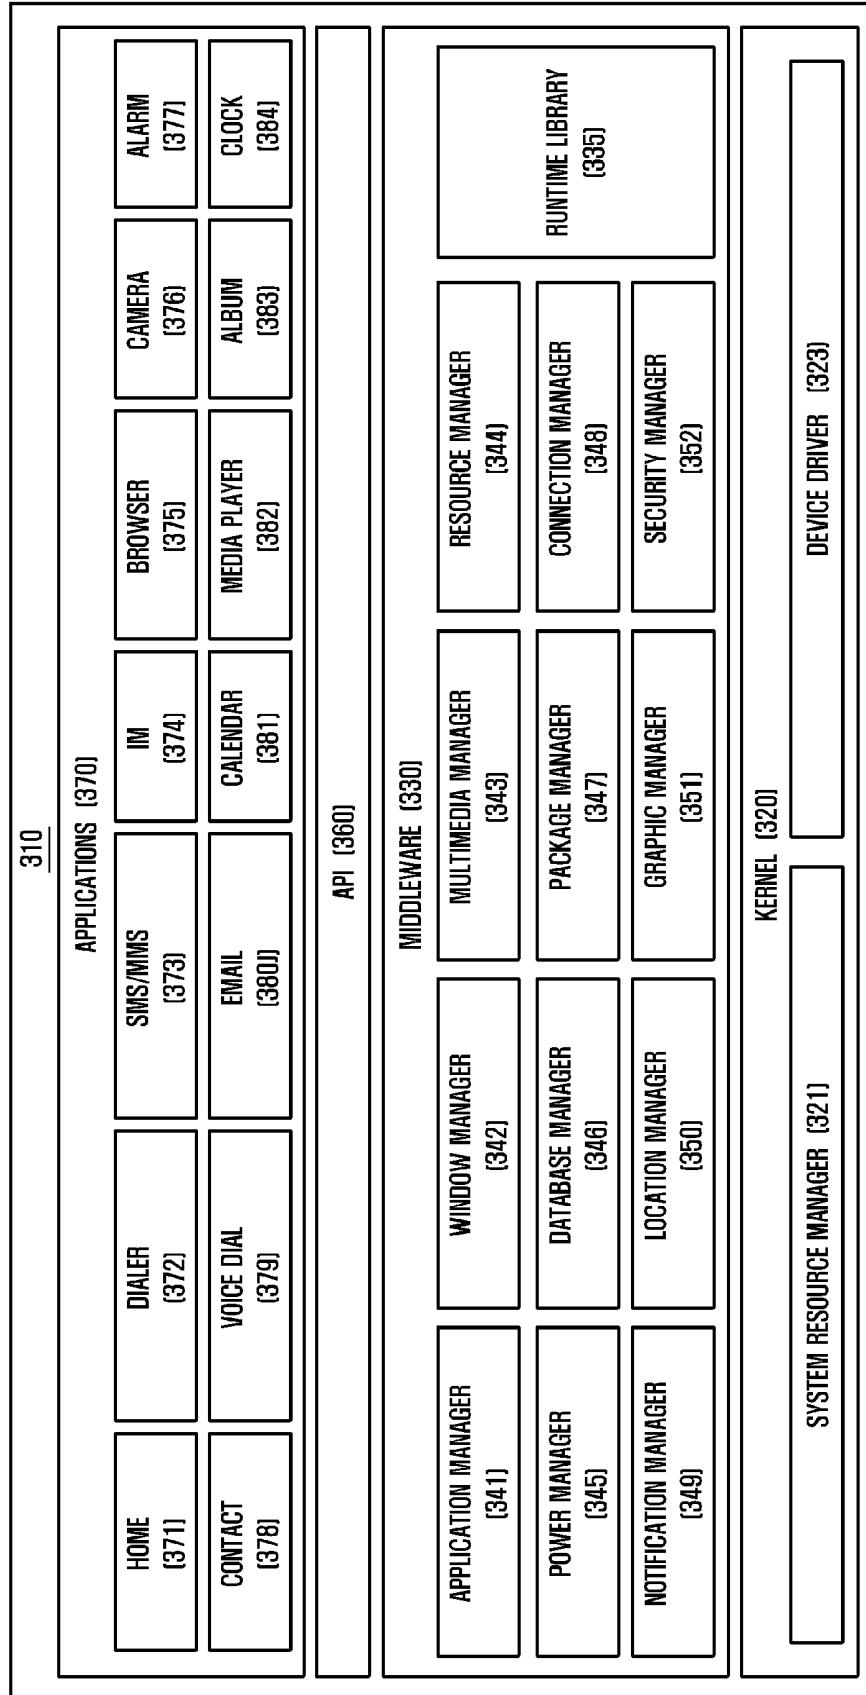 310
APPLICATIONS (370)
HOME
(371)
DIALER
(372)
SMS/MMS
(373)
IM
(374)
BROWSER
(375)
CAMERA
(376)
ALARM
(377)
CONTACT
(378)
VOICE DIAL
(379)
EMAIL
(380J)
CALENDAR
(381)
MEDIA PLAYER
(382)
ALBUM
(383)
CLOCK
(384)
API (360)
MIDDLEWARE (330)
APPLICATION MANAGER
(341)
WINDOW MANAGER
(342)
MULTIMEDIA MANAGER
(343)
RESOURCE MANAGER
(344)
POWER MANAGER
(345)
DATABASE MANAGER
(346)
PACKAGE MANAGER
(347)
CONNECTION MANAGER
(348)
NOTIFICATION MANAGER
(349)
LOCATION MANAGER
(350)
GRAPHIC MANAGER
(351)
SECURITY MANAGER
(352)
RUNTIME LIBRARY
(335)
KERNEL (320)
SYSTEM RESOURCE MANAGER (321)
DEVICE DRIVER (323)